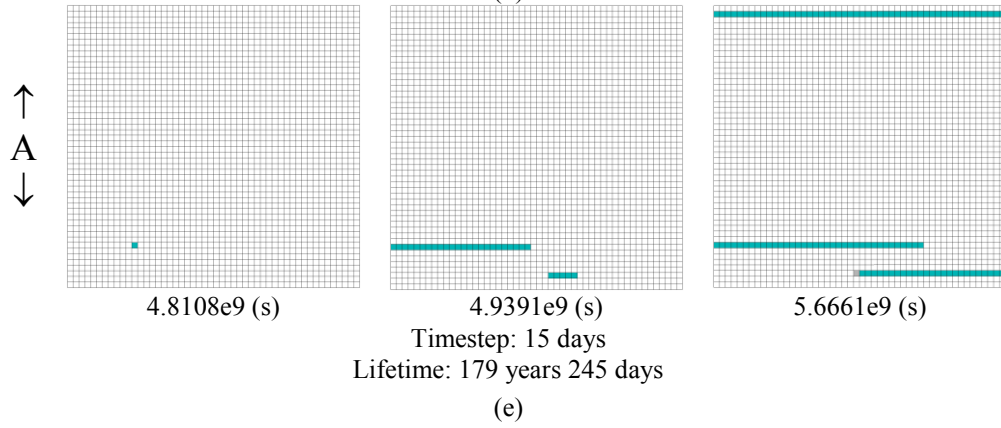 ↑
A
↓
4.8108e9 (s) 4.9391e9 (s) 5.6661e9 (s)
Timestep: 15 days
Lifetime: 179 years 245 days
(e)